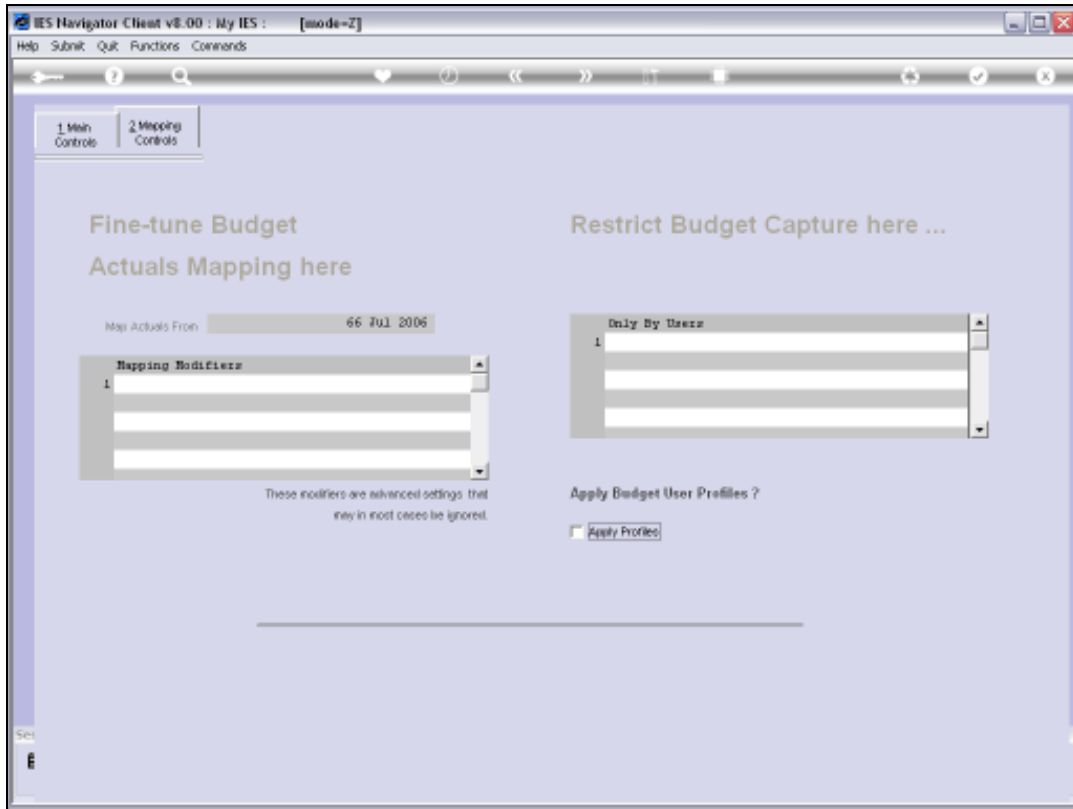 IES Navigator Client v8.00 : My IES : [mode=Z]
Help Submit Quit Functions Commands
1 Main Controls
2 Mapping Controls
Fine-tune Budget
Actuals Mapping here
Restrict Budget Capture here ...
Map Actuals From 66 Jul 2006
Mapping Modifiers
1
Only By Users
1
These modifiers are advanced settings that
may in most cases be ignored.
Apply Budget User Profiles ?
Apply Profiles